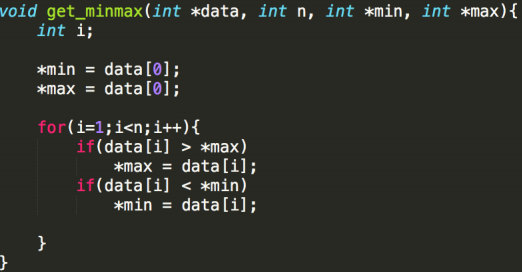 void get_minmax(int *data, int n, int *min, int *max){
    int i;

    *min = data[0];
    *max = data[0];

    for(i=1;i<n;i++){
        if(data[i] > *max)
            *max = data[i];
        if(data[i] < *min)
            *min = data[i];

    }
}